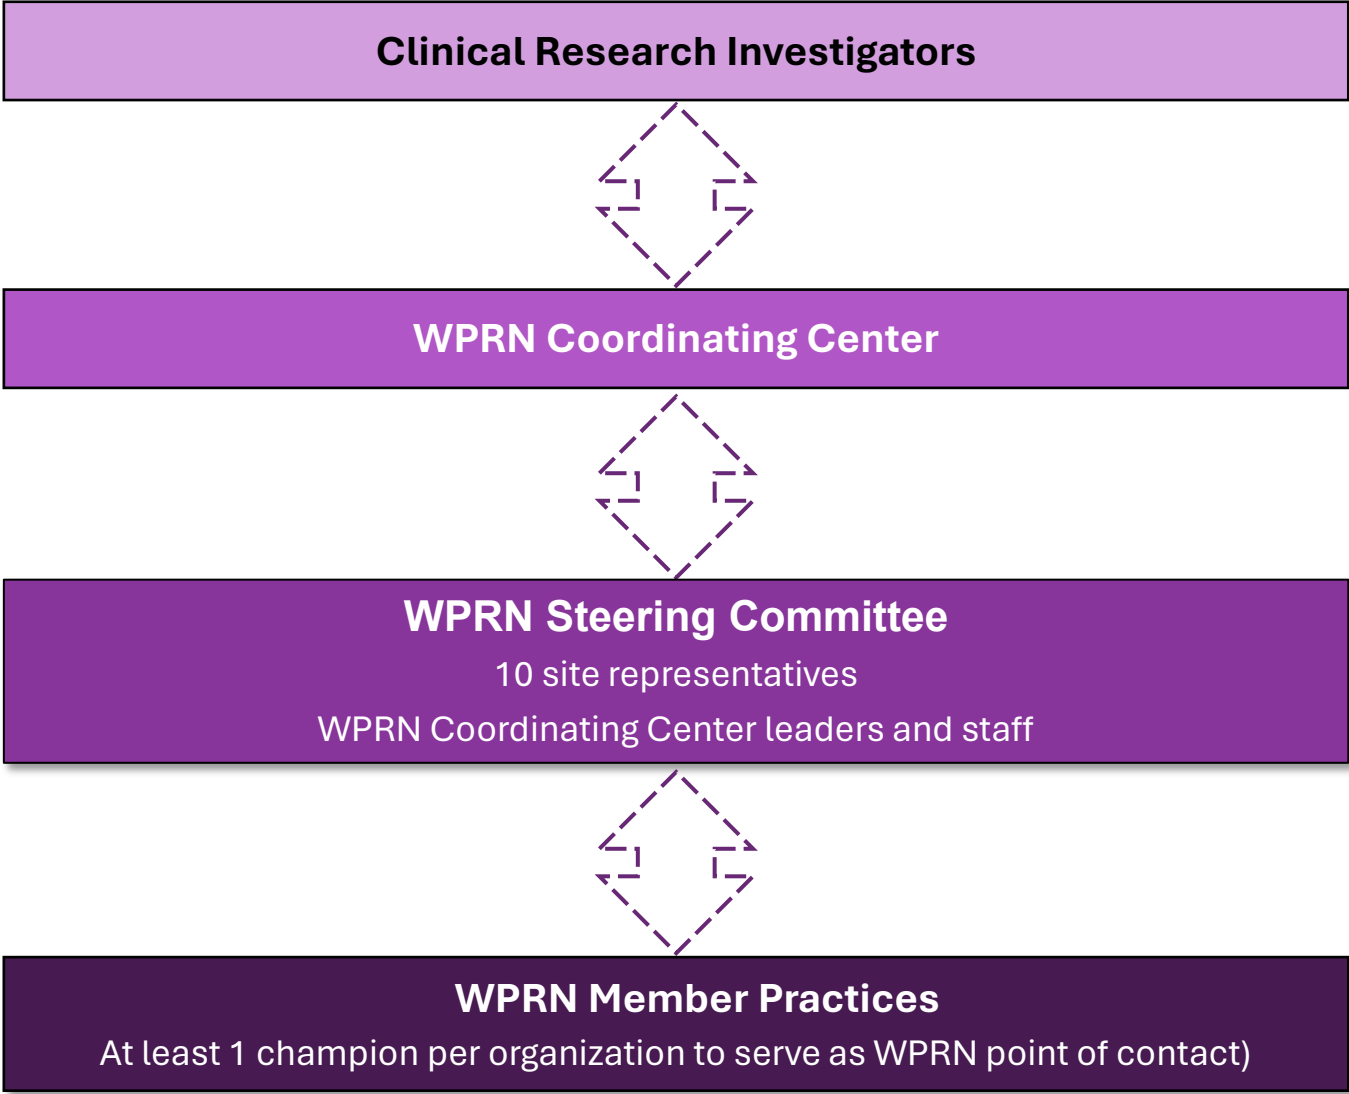 Clinical Research Investigators
WPRN Coordinating Center
WPRN Steering Committee
10 site representatives
WPRN Coordinating Center leaders and staff
WPRN Member Practices
At least 1 champion per organization to serve as WPRN point of contact)